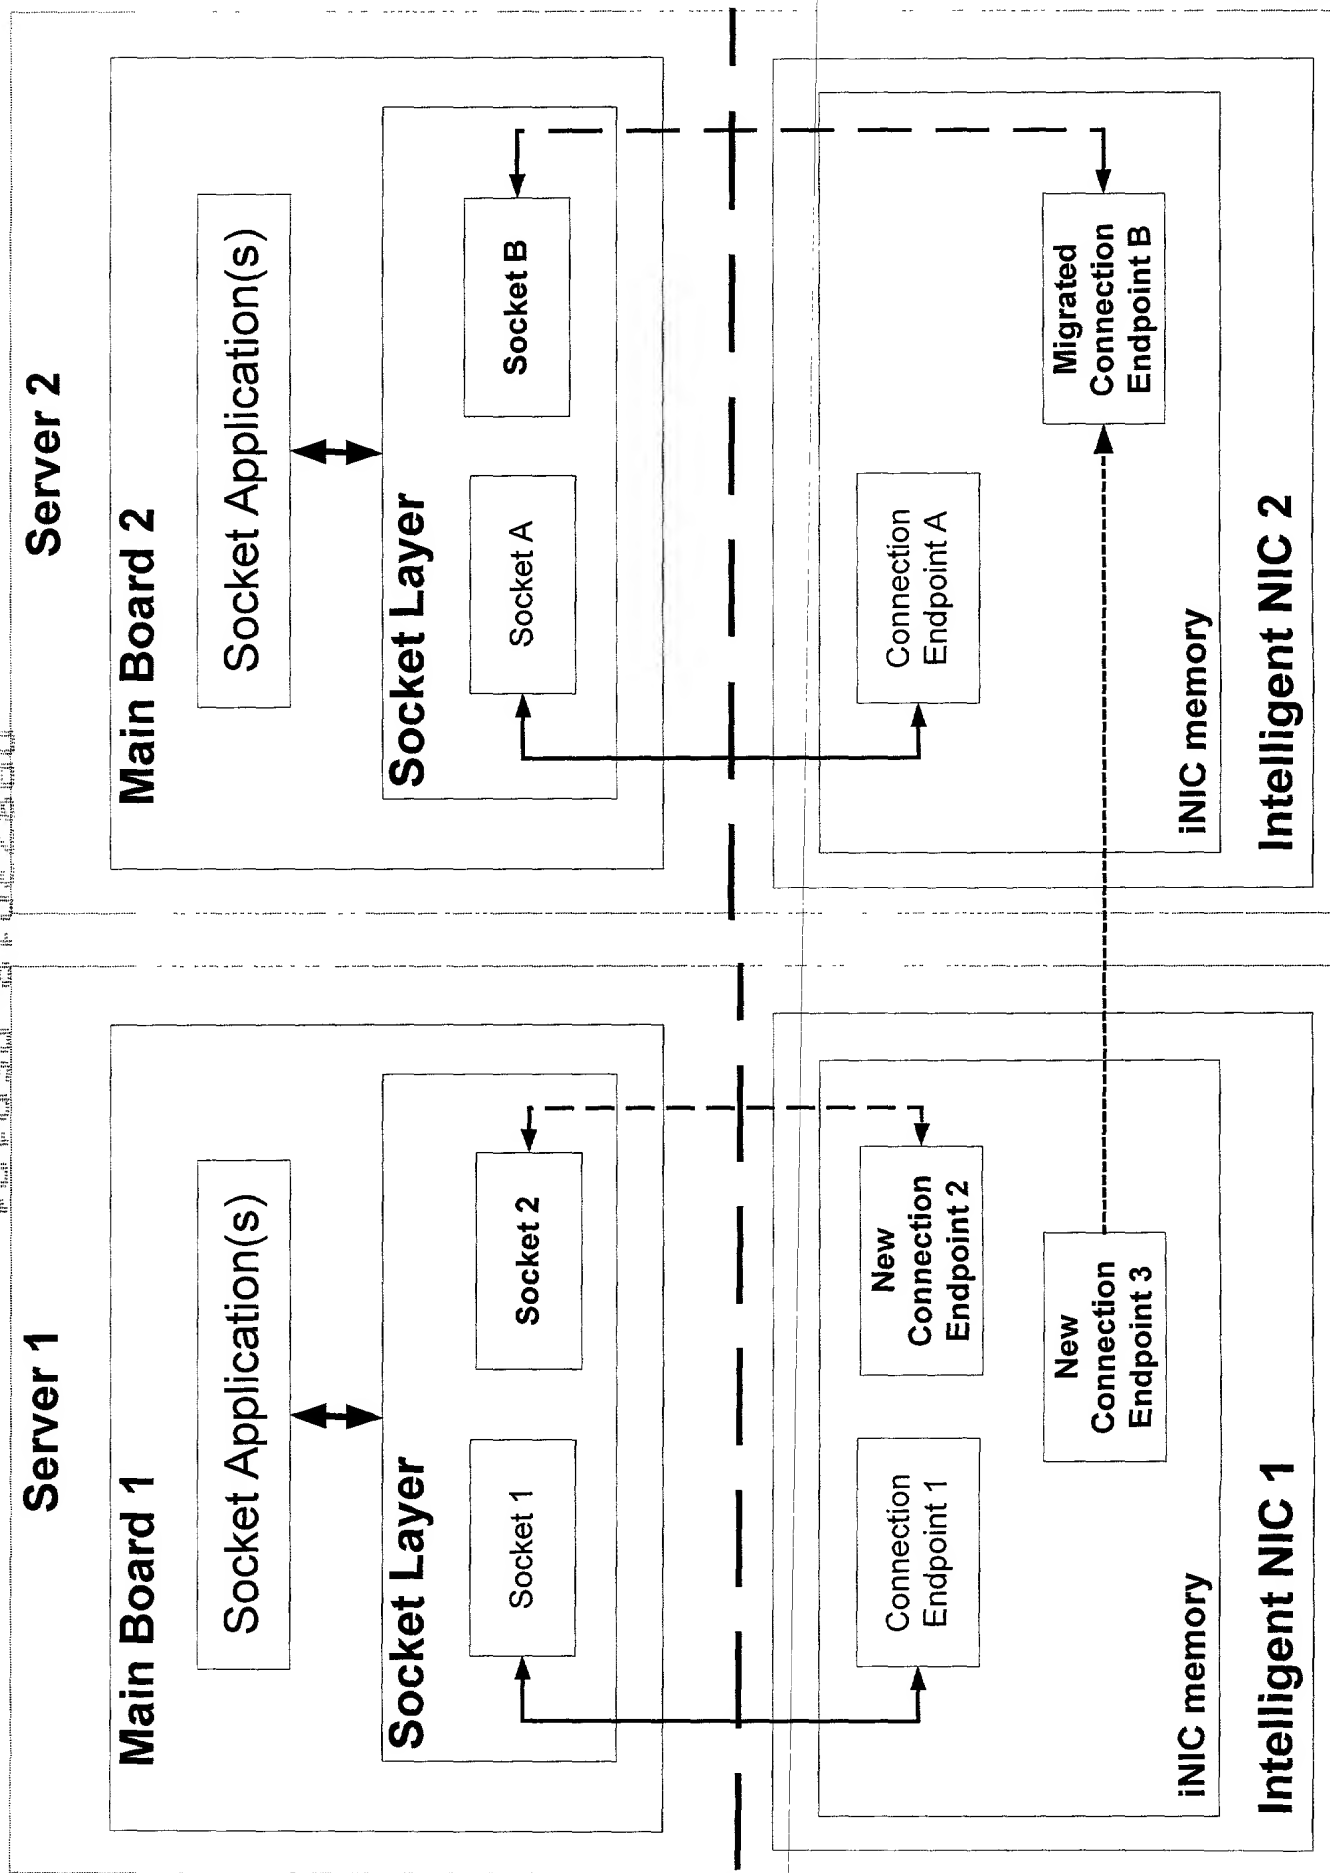 Server 1
Main Board 1
Socket Application(s)
Socket Layer
Socket 1
Socket 2
Connection
Endpoint 1
New
Connection
Endpoint 2
New
Connection
Endpoint 3
iNIC memory
Intelligent NIC 1
Server 2
Main Board 2
Socket Application(s)
Socket Layer
Socket A
Socket B
Connection
Endpoint A
Migrated
Connection
Endpoint B
iNIC memory
Intelligent NIC 2